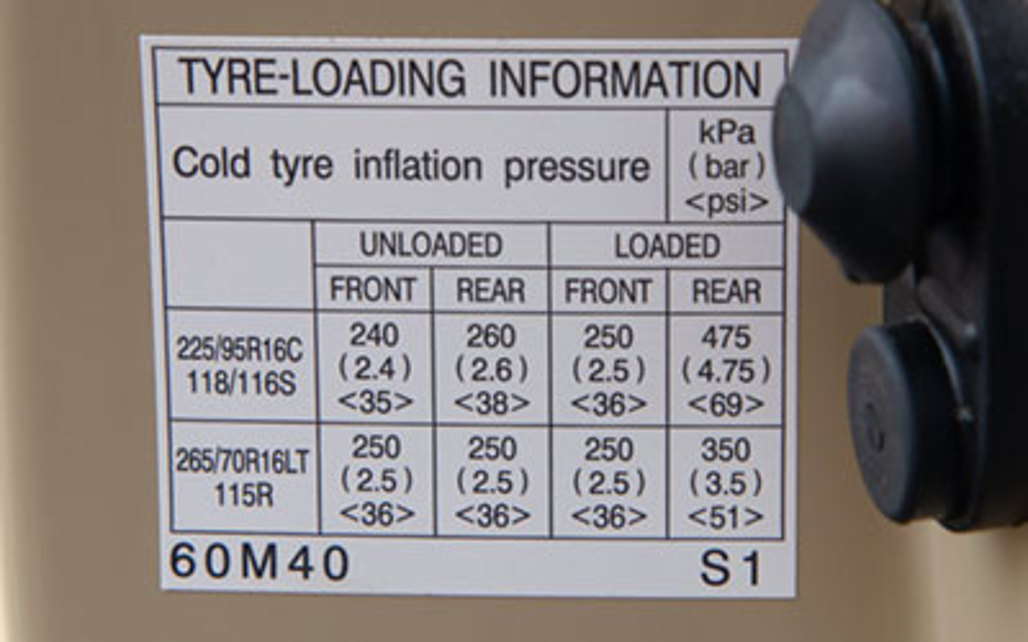 TYRE-LOADING INFORMATION
Cold tyre inflation pressure
kPa
(bar)
<psi>
UNLOADED LOADED
FRONT REAR FRONT REAR
225/95R16C
118/116S
240 260 250 475
(2.4) (2.6) (2.5) (4.75)
<35> <38> <36> <69>
265/70R16LT
115R
250 250 250 350
(2.5) (2.5) (2.5) (3.5)
<36> <36> <36> <51>
60M40 S1